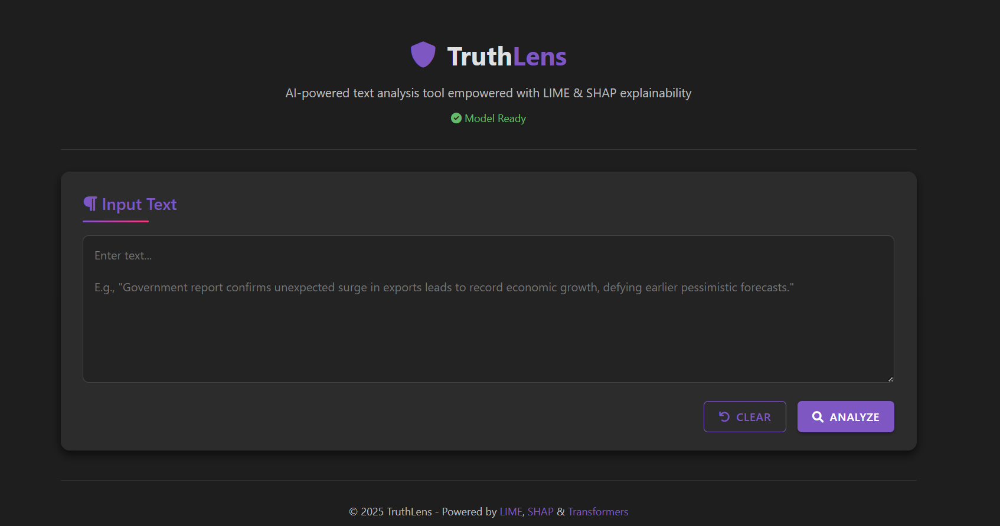 TruthLens
AI-powered text analysis tool empowered with LIME & SHAP explainability
Model Ready
¶ Input Text
Enter text...
E.g., "Government report confirms unexpected surge in exports leads to record economic growth, defying earlier pessimistic forecasts."
CLEAR
ANALYZE
© 2025 TruthLens - Powered by LIME, SHAP & Transformers